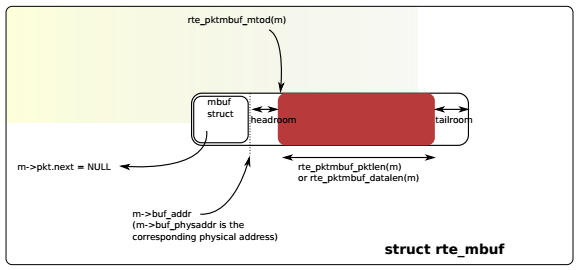 rte_pktmbuf_mtod(m)
mbuf
struct
headroom
tailroom
m->pkt.next = NULL
rte_pktmbuf_pktlen(m)
or rte_pktmbuf_datalen(m)
m->buf_addr
(m->buf_physaddr is the
corresponding physical address)
struct rte_mbuf